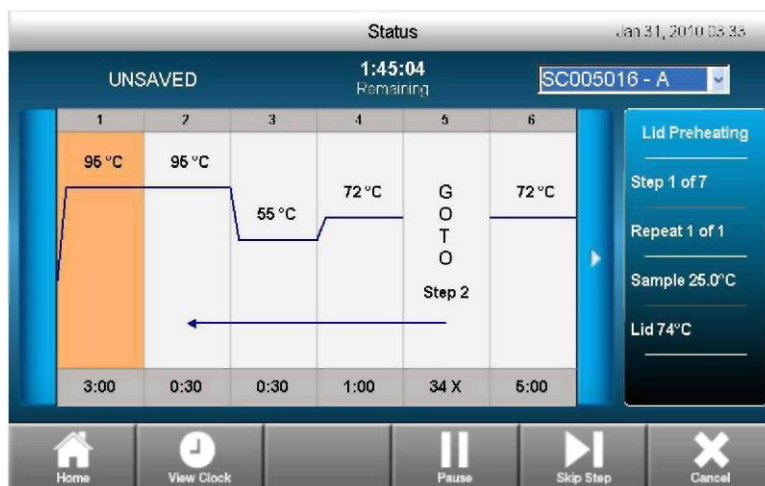 Status
Jan 31, 2010 03:33
UNSAVED
1:45:04
Remaining
SC005016 - A
1 2 3 4 5 6
95 °C 95 °C 55 °C 72 °C G O T O 72 °C
Step 2
3:00 0:30 0:30 1:00 34 X 5:00
Lid Preheating
Step 1 of 7
Repeat 1 of 1
Sample 25.0°C
Lid 74°C
Home View Clock Pause Skip Step Cancel